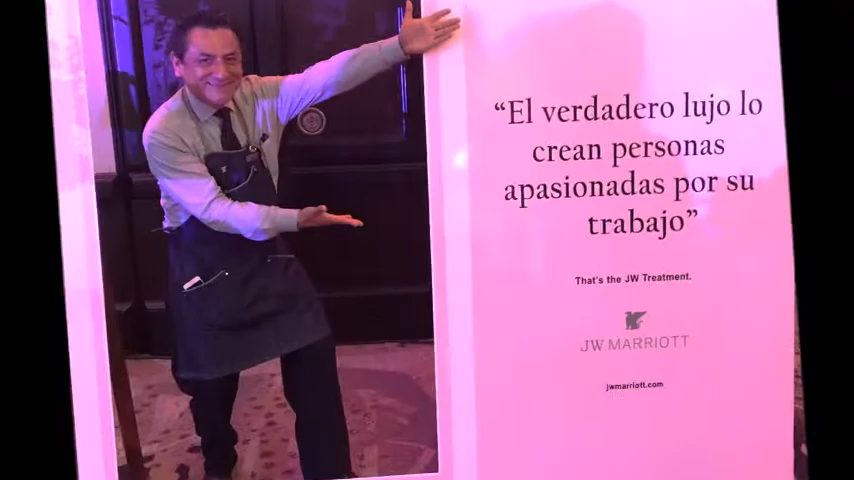 “El verdadero lujo lo
crean personas
apasionadas por su
trabajo”
That's the JW Treatment.
JW MARRIOTT
jwmarriott.com